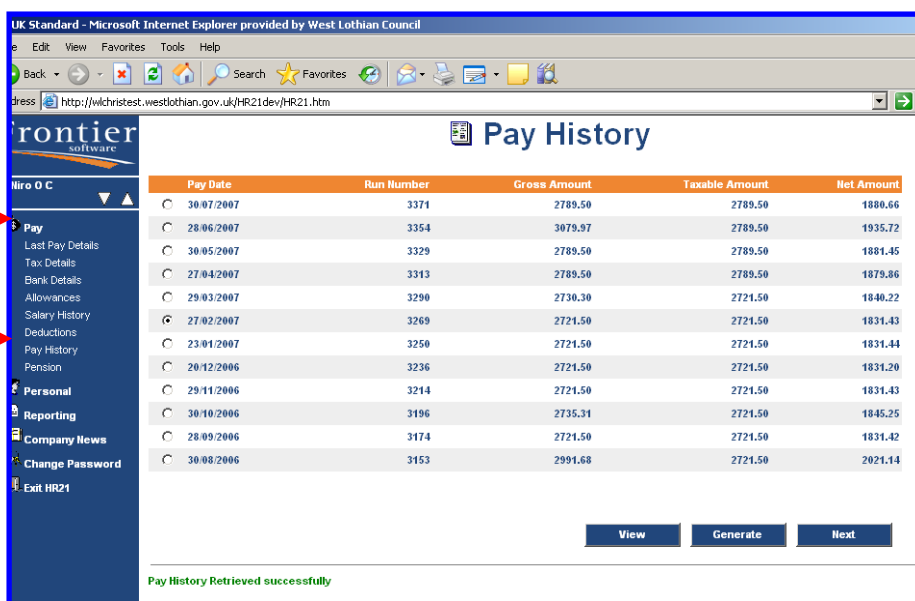 UK Standard - Microsoft Internet Explorer provided by West Lothian Council
e Edit View Favorites Tools Help
Back Search Favorites
dress http://wlchristest.westlothian.gov.uk/HR21dev/HR21.htm
Frontier
software
Pay History
Niro O C
Pay Date Run Number Gross Amount Taxable Amount Net Amount
30/07/2007 3371 2789.50 2789.50 1880.66
28/06/2007 3354 3079.97 2789.50 1935.72
30/05/2007 3329 2789.50 2789.50 1881.45
27/04/2007 3313 2789.50 2789.50 1879.86
29/03/2007 3290 2730.30 2721.50 1840.22
27/02/2007 3269 2721.50 2721.50 1831.43
23/01/2007 3250 2721.50 2721.50 1831.44
20/12/2006 3236 2721.50 2721.50 1831.20
29/11/2006 3214 2721.50 2721.50 1831.43
30/10/2006 3196 2735.31 2721.50 1845.25
28/09/2006 3174 2721.50 2721.50 1831.42
30/08/2006 3153 2991.68 2721.50 2021.14
Pay
Last Pay Details
Tax Details
Bank Details
Allowances
Salary History
Deductions
Pay History
Pension
Personal
Reporting
Company News
Change Password
Exit HR21
View Generate Next
Pay History Retrieved successfully